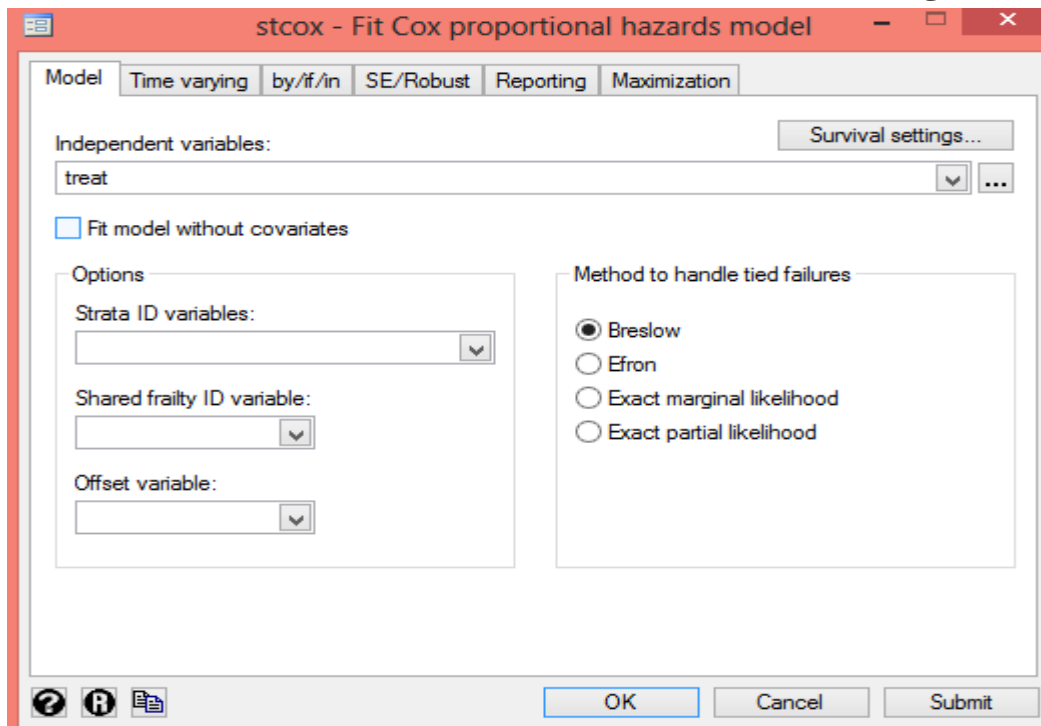 stcox - Fit Cox proportional hazards model
Model Time varying by/if/in SE/Robust Reporting Maximization
Independent variables:
Survival settings...
treat
...
Fit model without covariates
Options
Strata ID variables:
Shared frailty ID variable:
Offset variable:
Method to handle tied failures
Breslow
Efron
Exact marginal likelihood
Exact partial likelihood
? R
OK Cancel Submit